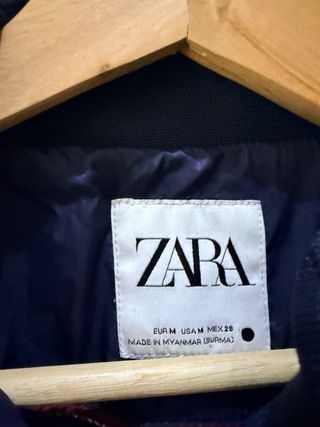 ZARA
EUR M USA M MEX 28
MADE IN MYANMAR (BURMA)